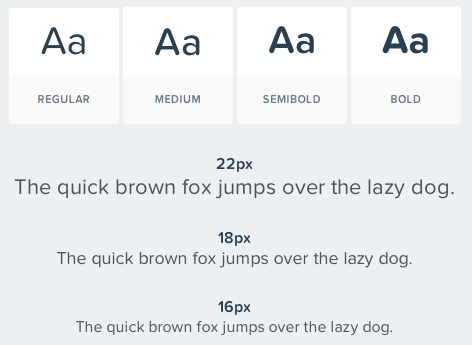 Aa Aa Aa Aa
REGULAR MEDIUM SEMIBOLD BOLD
22px
The quick brown fox jumps over the lazy dog.
18px
The quick brown fox jumps over the lazy dog.
16px
The quick brown fox jumps over the lazy dog.